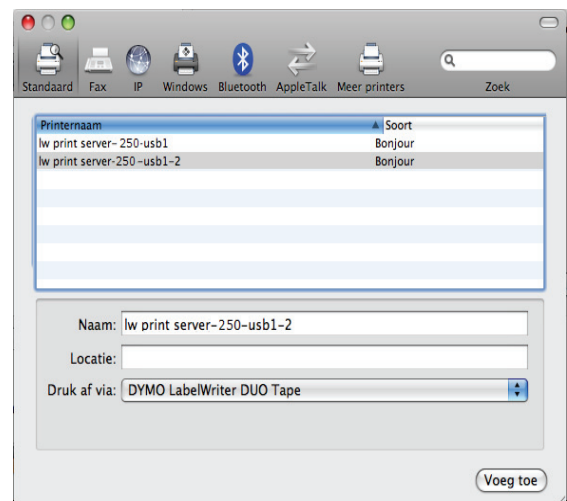 Standaard Fax IP Windows Bluetooth AppleTalk Meer printers Zoek
Printernaam Soort
lw print server-250-usb1 Bonjour
lw print server-250-usb1-2 Bonjour
Naam: lw print server-250-usb1-2
Locatie:
Druk af via: DYMO LabelWriter DUO Tape
Voeg toe